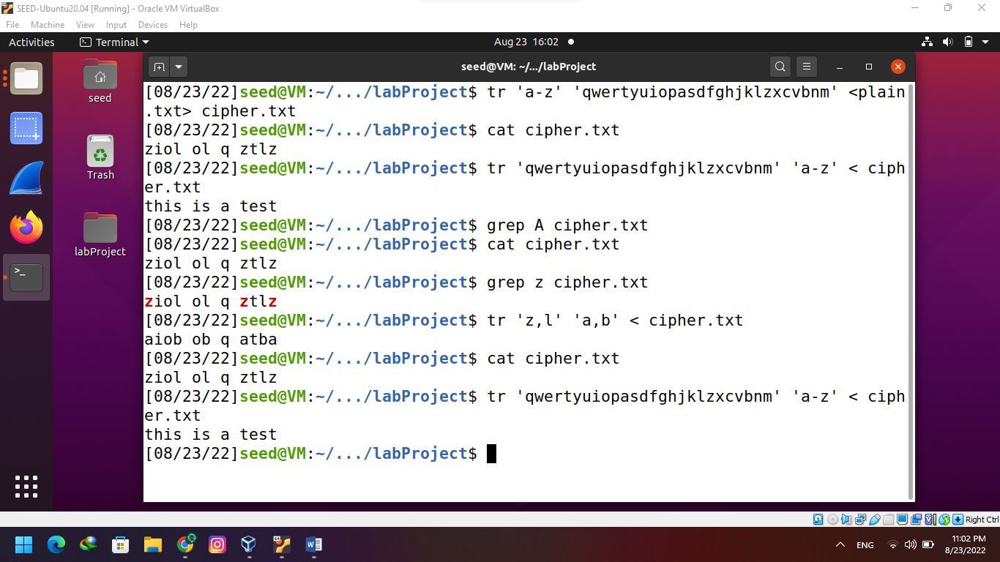 SEED-Ubuntu20.04 [Running] - Oracle VM VirtualBox
File Machine View Input Devices Help
Activities Terminal Aug 23 16:02
seed@VM: ~/.../labProject
seed
Trash
labProject
[08/23/22]seed@VM:~/.../labProject$ tr 'a-z' 'qwertyuiopasdfghjklzxcvbnm' <plain
.txt> cipher.txt
[08/23/22]seed@VM:~/.../labProject$ cat cipher.txt
ziol ol q ztlz
[08/23/22]seed@VM:~/.../labProject$ tr 'qwertyuiopasdfghjklzxcvbnm' 'a-z' < ciph
er.txt
this is a test
[08/23/22]seed@VM:~/.../labProject$ grep A cipher.txt
[08/23/22]seed@VM:~/.../labProject$ cat cipher.txt
ziol ol q ztlz
[08/23/22]seed@VM:~/.../labProject$ grep z cipher.txt
ziol ol q ztlz
[08/23/22]seed@VM:~/.../labProject$ tr 'z,l' 'a,b' < cipher.txt
aiob ob q atba
[08/23/22]seed@VM:~/.../labProject$ cat cipher.txt
ziol ol q ztlz
[08/23/22]seed@VM:~/.../labProject$ tr 'qwertyuiopasdfghjklzxcvbnm' 'a-z' < ciph
er.txt
this is a test
[08/23/22]seed@VM:~/.../labProject$
Right Ctrl
ENG
11:02 PM
8/23/2022